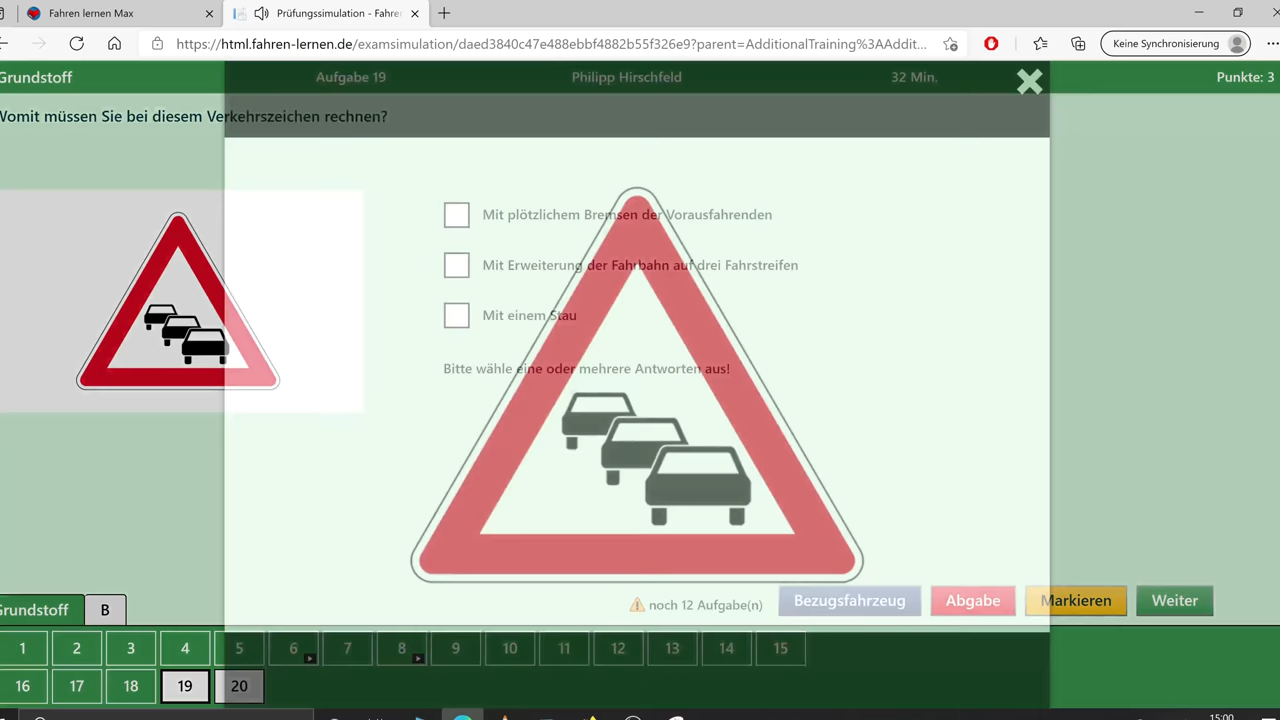 Fahren lernen Max
Prüfungssimulation - Fahre
https://html.fahren-lernen.de/examsimulation/daed3840c47e488ebbf4882b55f326e9?parent=AdditionalTraining%3AAddit...
Keine Synchronisierung
Grundstoff
Aufgabe 19
Philipp Hirschfeld
32 Min.
Punkte: 3
Womit müssen Sie bei diesem Verkehrszeichen rechnen?
Mit plötzlichem Bremsen der Vorausfahrenden
Mit Erweiterung der Fahrbahn auf drei Fahrstreifen
Mit einem Stau
Bitte wähle eine oder mehrere Antworten aus!
noch 12 Aufgabe(n)
Bezugsfahrzeug
Abgabe
Markieren
Weiter
Grundstoff
B
1 2 3 4 5 6 7 8 9 10 11 12 13 14 15
16 17 18 19 20
15:00